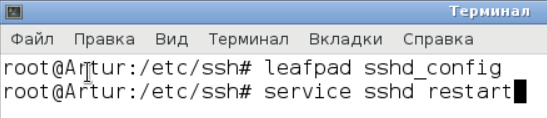 Терминал
Файл Правка Вид Терминал Вкладки Справка
root@Artur:/etc/ssh# leafpad sshd_config
root@Artur:/etc/ssh# service sshd restart